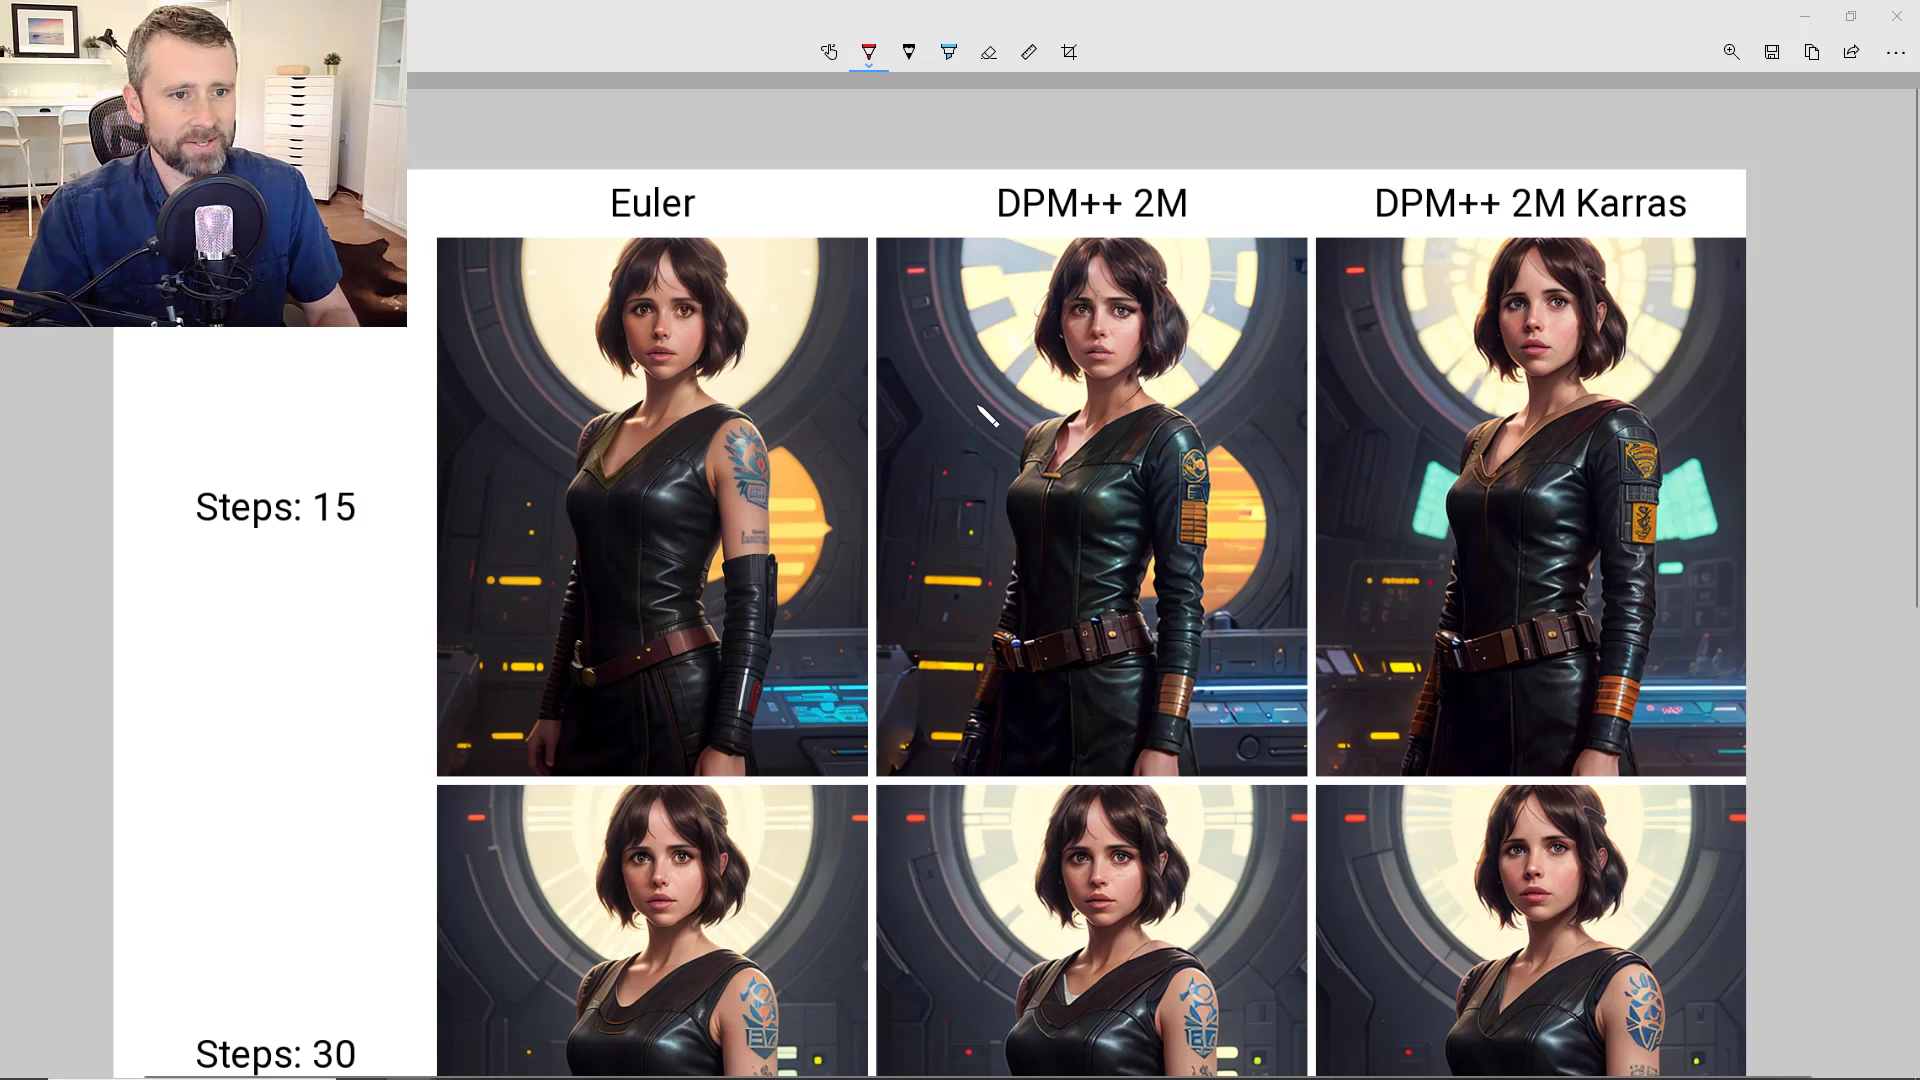 Euler
DPM++ 2M
DPM++ 2M Karras
Steps: 15
Steps: 30